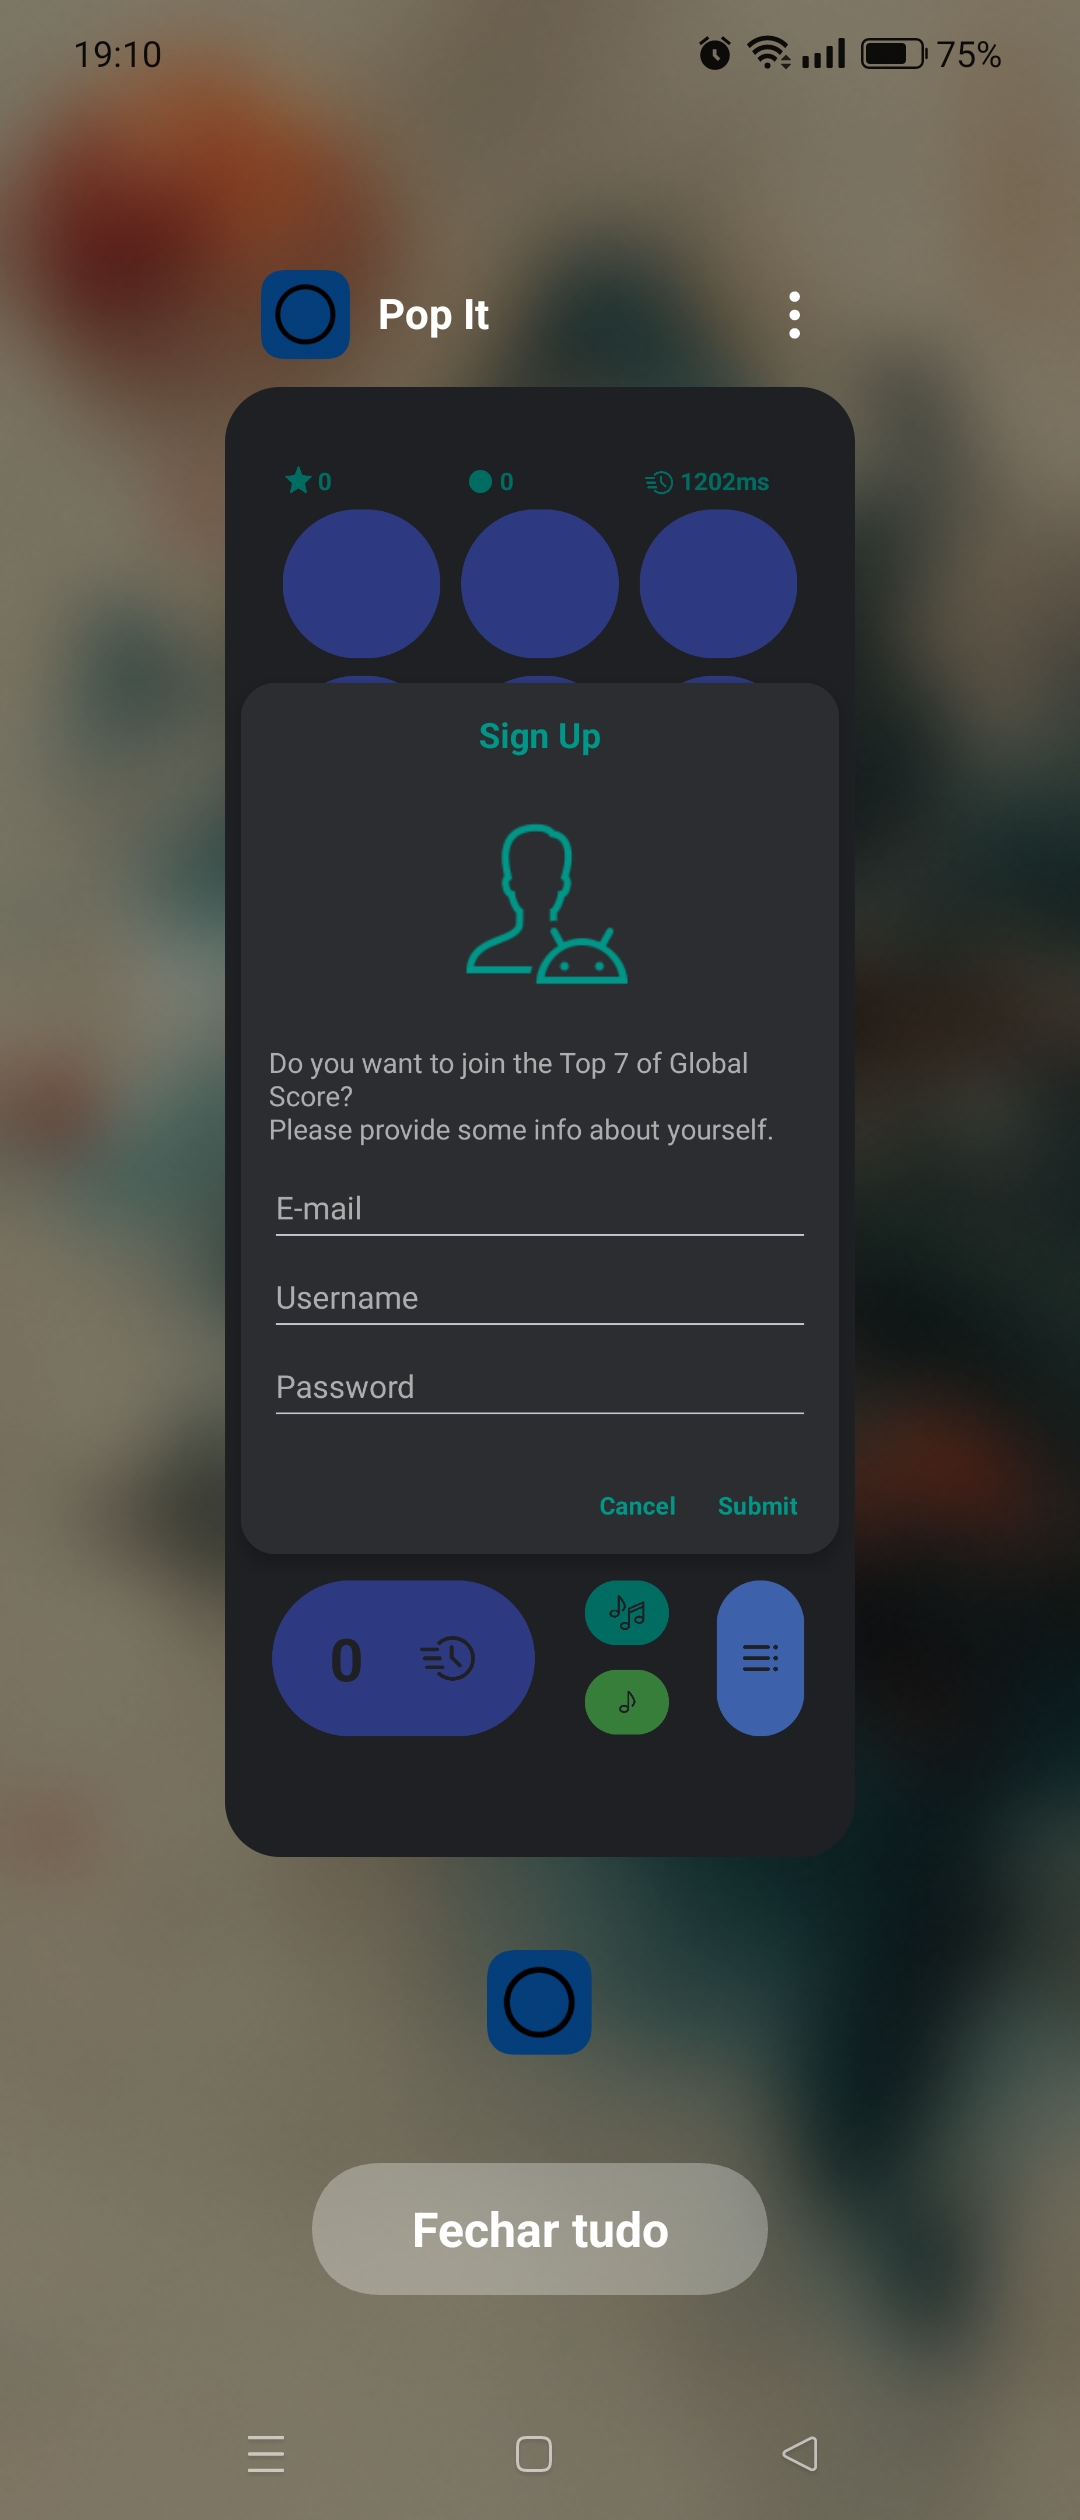 19:10
75%
Pop It
0
0
1202ms
Sign Up
Do you want to join the Top 7 of Global
Score?
Please provide some info about yourself.
E-mail
Username
Password
Cancel
Submit
0
Fechar tudo